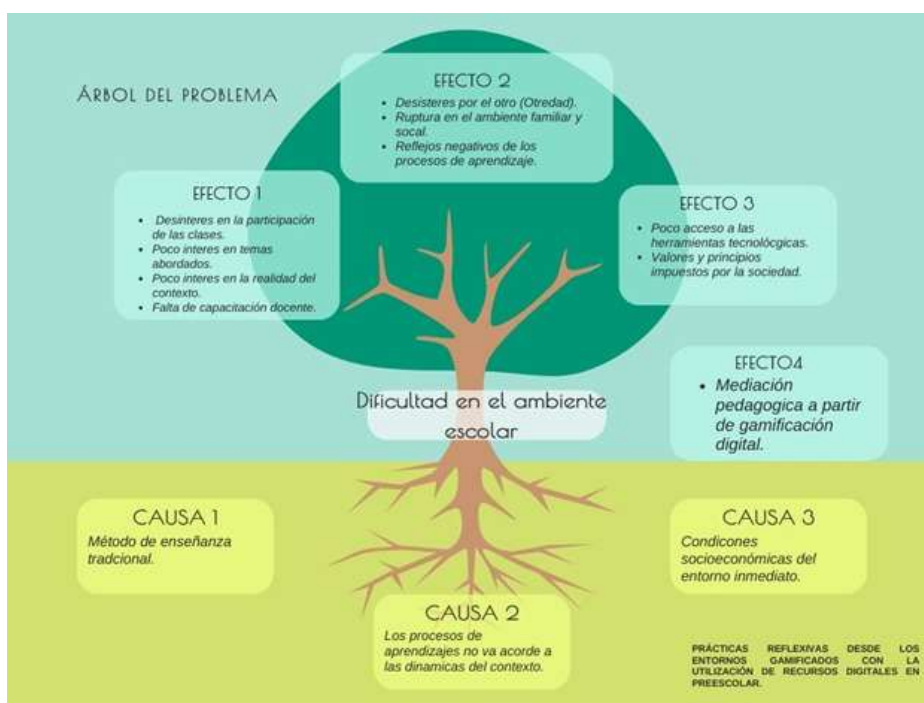 ÁRBOL DEL PROBLEMA
EFECTO 2
• Desisteres por el otro (Otredad).
• Ruptura en el ambiente familiar y
socal.
• Reflejos negativos de los
procesos de aprendizaje.
EFECTO 1
• Desinteres en la participación
de las clases.
• Poco interes en temas
abordados.
• Poco interes en la realidad del
contexto.
• Falta de capacitación docente.
EFECTO 3
• Poco acceso a las
herramientas tecnolócgicas.
• Valores y principios
impuestos por la sociedad.
EFECTO4
• Mediación
pedagogica a partir
de gamificación
digital.
Dificultad en el ambiente
escolar
CAUSA 1
Método de enseñanza
tradcional.
CAUSA 2
Los procesos de
aprendizajes no va acorde a
las dinamicas del contexto.
CAUSA 3
Condicones
socioeconómicas del
entorno inmediato.
PRÁCTICAS REFLEXIVAS DESDE LOS
ENTORNOS GAMIFICADOS CON LA
UTILIZACIÓN DE RECURSOS DIGITALES EN
PREESCOLAR.